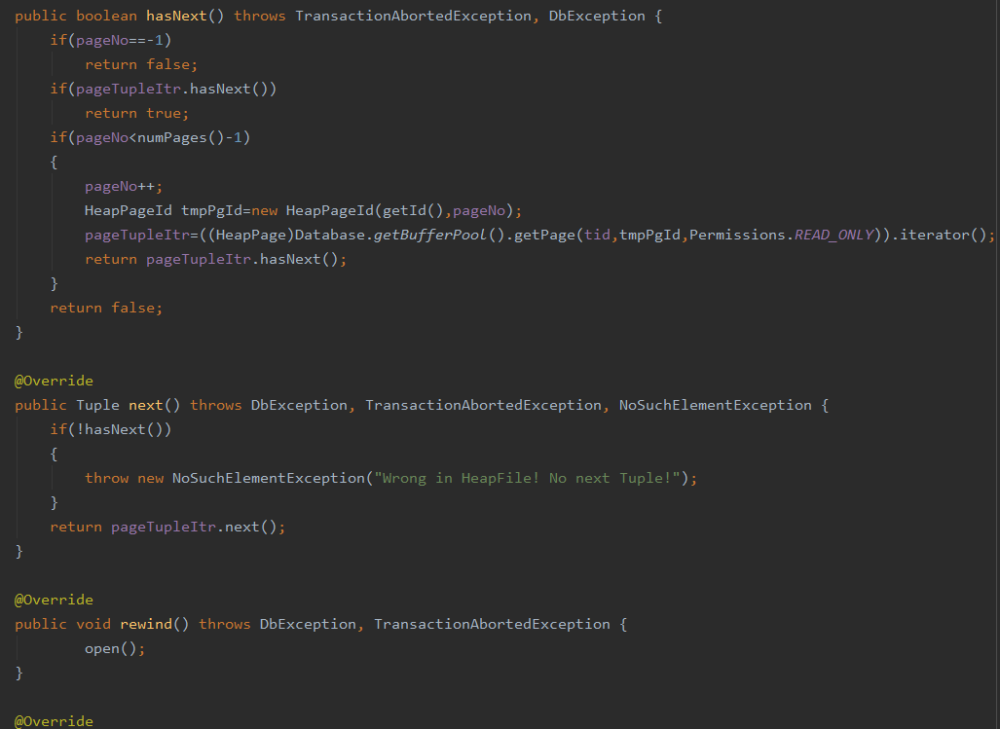 public boolean hasNext() throws TransactionAbortedException, DbException {
    if(pageNo==-1)
        return false;
    if(pageTupleItr.hasNext())
        return true;
    if(pageNo<numPages()-1)
    {
        pageNo++;
        HeapPageId tmpPgId=new HeapPageId(getId(),pageNo);
        pageTupleItr=((HeapPage)Database.getBufferPool().getPage(tid,tmpPgId,Permissions.READ_ONLY)).iterator();
        return pageTupleItr.hasNext();
    }
    return false;
}
@Override
public Tuple next() throws DbException, TransactionAbortedException, NoSuchElementException {
    if(!hasNext())
    {
        throw new NoSuchElementException("Wrong in HeapFile! No next Tuple!");
    }
    return pageTupleItr.next();
}
@Override
public void rewind() throws DbException, TransactionAbortedException {
        open();
}
@Override